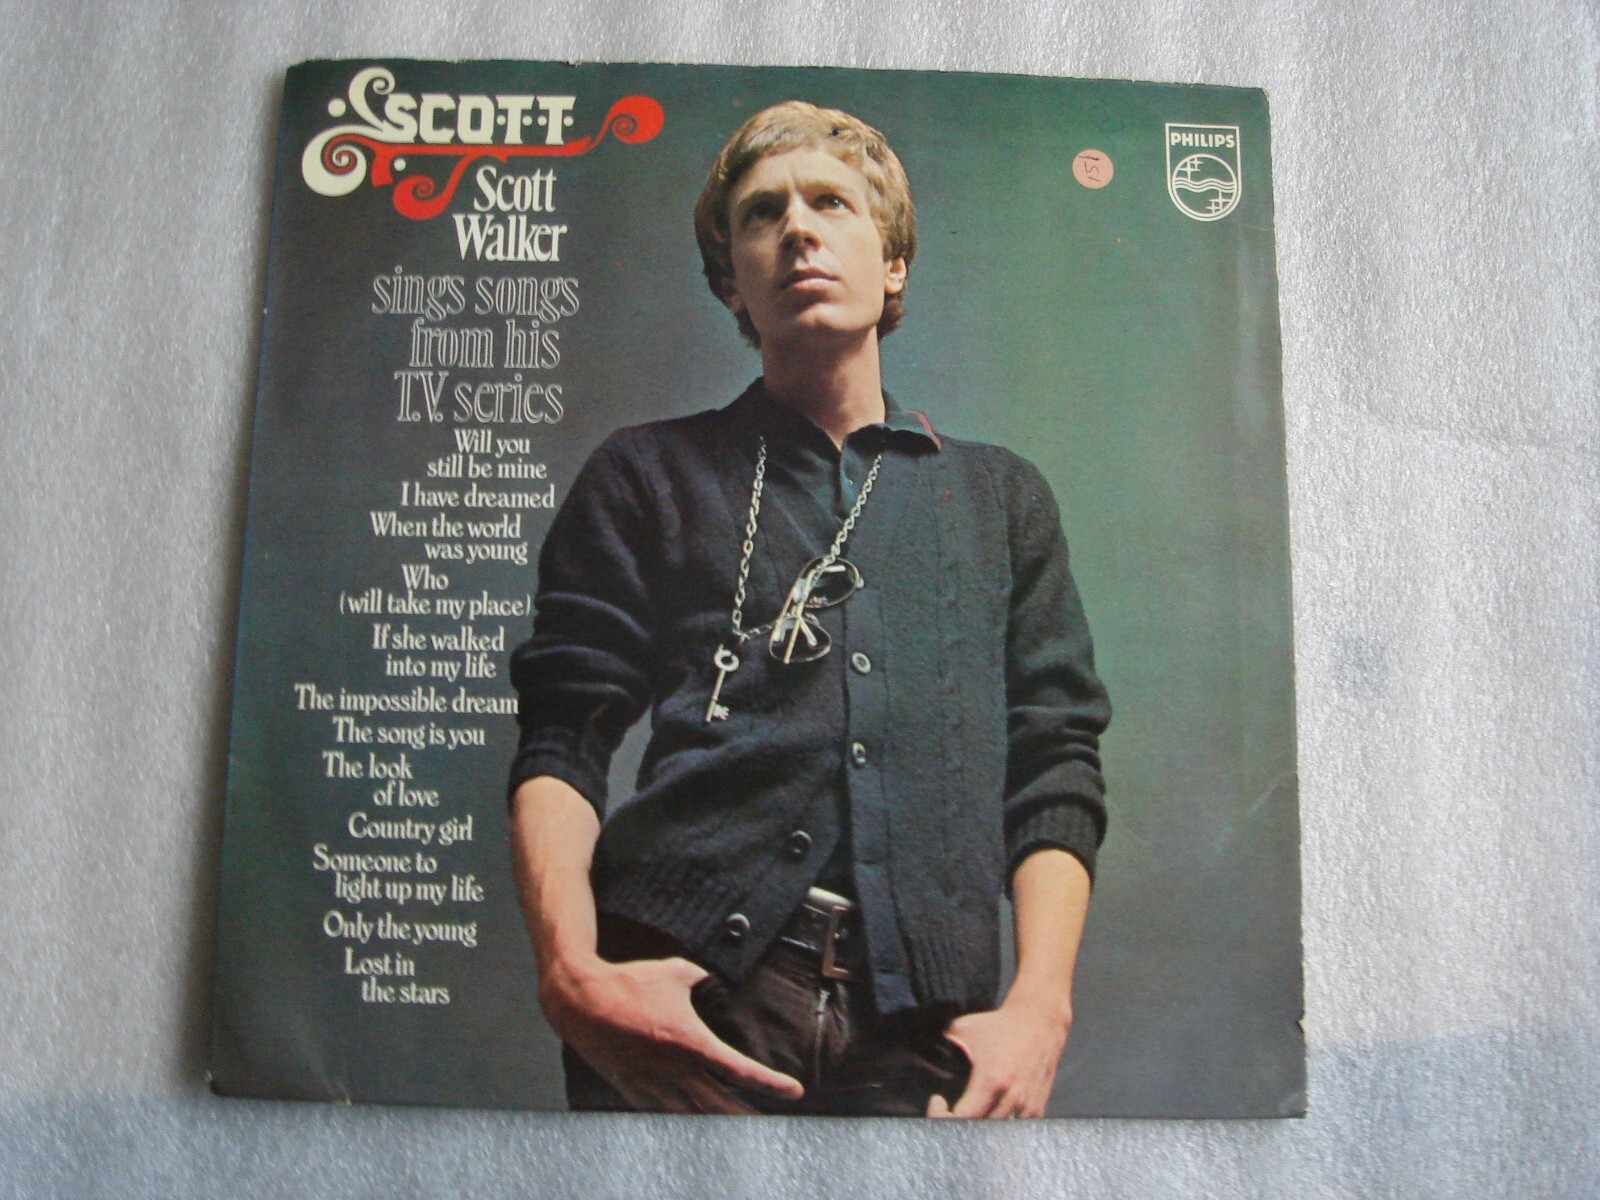 SCOTT
Scott
Walker
sings songs
from his
T.V. series
Will you
still be mine
I have dreamed
When the world
was young
Who
(will take my place)
If she walked
into my life
The impossible dream
The song is you
The look
of love
Country girl
Someone to
light up my life
Only the young
Lost in
the stars
PHILIPS
151